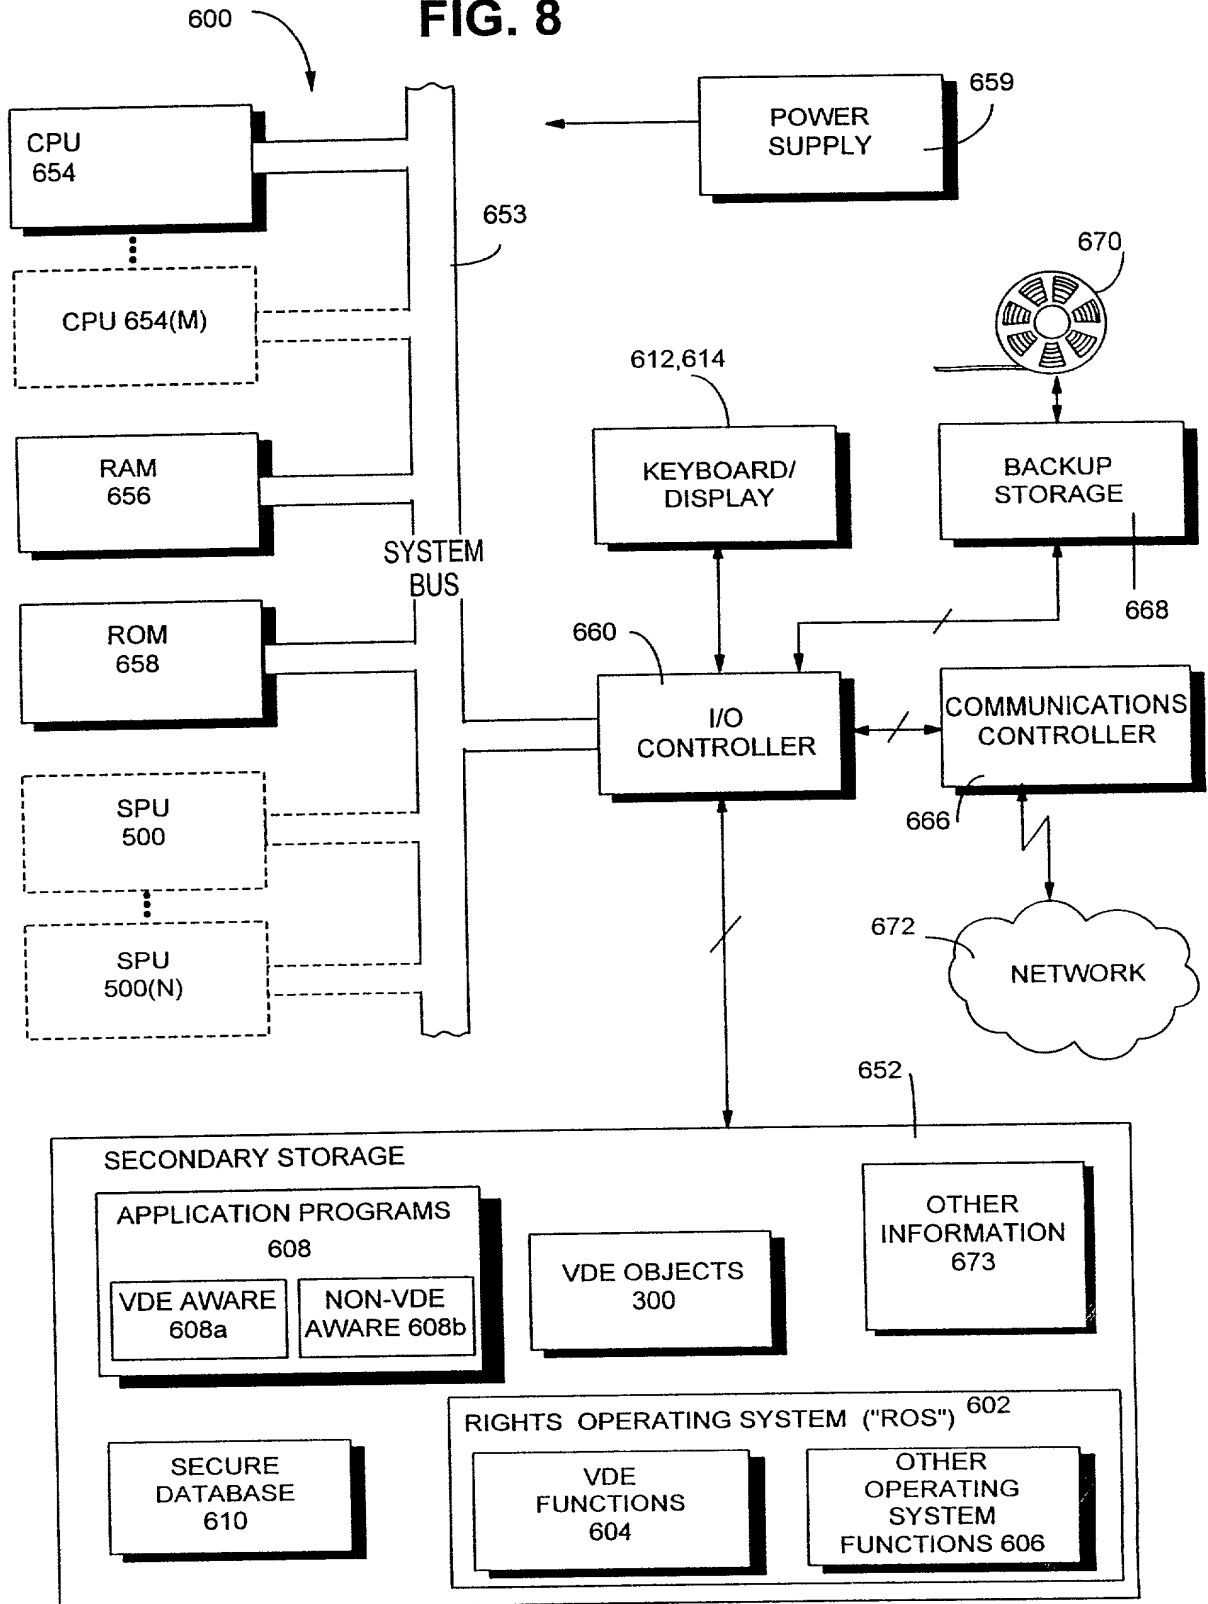 FIG. 8
600
CPU
654
CPU 654(M)
RAM
656
ROM
658
SPU
500
SPU
500(N)
SYSTEM
BUS
653
POWER
SUPPLY
659
670
612,614
KEYBOARD/
DISPLAY
BACKUP
STORAGE
668
660
I/O
CONTROLLER
COMMUNICATIONS
CONTROLLER
666
672
NETWORK
652
SECONDARY STORAGE
APPLICATION PROGRAMS
608
VDE AWARE
608a
NON-VDE
AWARE 608b
VDE OBJECTS
300
OTHER
INFORMATION
673
SECURE
DATABASE
610
RIGHTS OPERATING SYSTEM ("ROS") 602
VDE
FUNCTIONS
604
OTHER
OPERATING
SYSTEM
FUNCTIONS 606